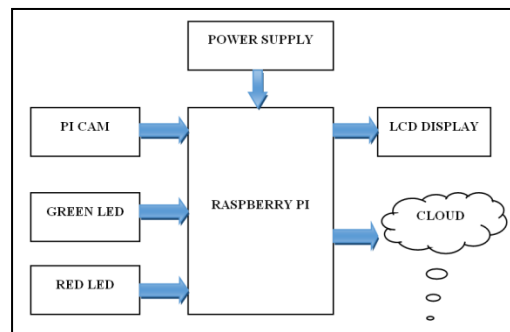 POWER SUPPLY
PI CAM
LCD DISPLAY
GREEN LED
RASPBERRY PI
CLOUD
RED LED